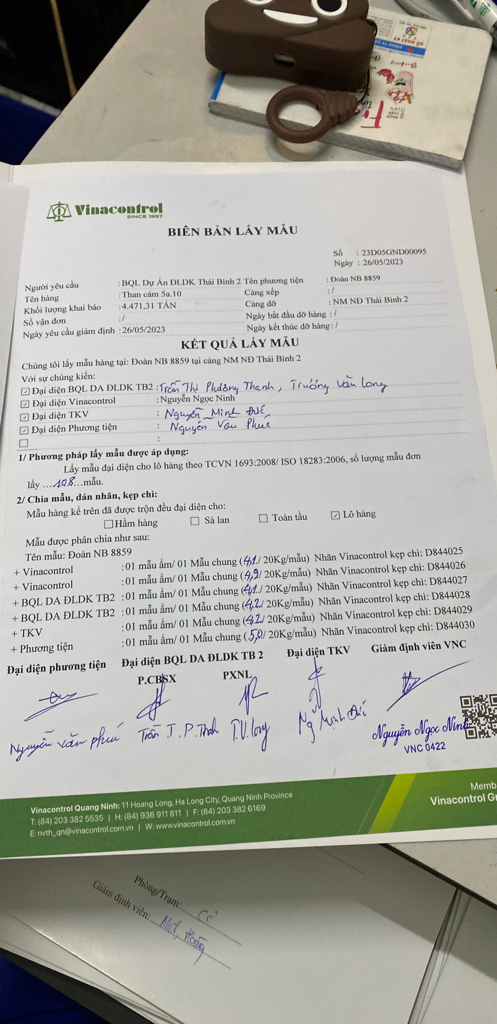 Vinacontrol
SINCE 1957
BIÊN BẢN LẤY MẪU
Số : 23D05GND00095
Ngày : 26/05/2023
Người yêu cầu : BQL Dự Án ĐLDK Thái Bình 2 Tên phương tiện : Đoàn NB 8859
Tên hàng : Than cám 5a.10 Cảng xếp : /
Khối lượng khai báo : 4.471,31 TẤN Cảng dỡ : NM NĐ Thái Bình 2
Số vận đơn : / Ngày bắt đầu dỡ hàng : /
Ngày yêu cầu giám định : 26/05/2023 Ngày kết thúc dỡ hàng : /
KẾT QUẢ LẤY MẪU
Chúng tôi lấy mẫu hàng tại: Đoàn NB 8859 tại cảng NM NĐ Thái Bình 2
Với sự chứng kiến:
☑ Đại diện BQL DA ĐLDK TB2 : Trần Thị Phương Thanh, Trương Văn Long
☑ Đại diện Vinacontrol : Nguyễn Ngọc Ninh
☑ Đại diện TKV : Nguyễn Minh Đức
☑ Đại diện Phương tiện : Nguyễn Văn Phúc
☐ :
1/ Phương pháp lấy mẫu được áp dụng:
Lấy mẫu đại diện cho lô hàng theo TCVN 1693:2008/ ISO 18283:2006, số lượng mẫu đơn
lấy ...108...mẫu.
2/ Chia mẫu, dán nhãn, kẹp chì:
Mẫu hàng kể trên đã được trộn đều đại diện cho:
☐ Hầm hàng ☐ Sà lan ☐ Toàn tầu ☑ Lô hàng
Mẫu được phân chia như sau:
Tên mẫu: Đoàn NB 8859
+ Vinacontrol : 01 mẫu ẩm/ 01 Mẫu chung (4,1/ 20Kg/mẫu) Nhãn Vinacontrol kẹp chì: D844025
+ Vinacontrol : 01 mẫu ẩm/ 01 Mẫu chung (4,9/ 20Kg/mẫu) Nhãn Vinacontrol kẹp chì: D844026
+ BQL DA ĐLDK TB2 : 01 mẫu ẩm/ 01 Mẫu chung (4,1/ 20Kg/mẫu) Nhãn Vinacontrol kẹp chì: D844027
+ BQL DA ĐLDK TB2 : 01 mẫu ẩm/ 01 Mẫu chung (4,2/ 20Kg/mẫu) Nhãn Vinacontrol kẹp chì: D844028
+ TKV : 01 mẫu ẩm/ 01 Mẫu chung (4,2/ 20Kg/mẫu) Nhãn Vinacontrol kẹp chì: D844029
+ Phương tiện : 01 mẫu ẩm/ 01 Mẫu chung (5,0/ 20Kg/mẫu) Nhãn Vinacontrol kẹp chì: D844030
Đại diện phương tiện Đại diện BQL DA ĐLDK TB 2 Đại diện TKV Giám định viên VNC
P.CBSX PXNL
Nguyễn Văn Phúc Trần T.P.Thanh T.V.Long Ng Minh Đức Nguyễn Ngọc Ninh
VNC 0422
Vinacontrol Quang Ninh: 11 Hoang Long, Ha Long City, Quang Ninh Province
T: (84) 203 382 5535 | H: (84) 936 911 811 | F: (84) 203 382 6169
E: nvth_qn@vinacontrol.com.vn | W: www.vinacontrol.com.vn
Memb
Vinacontrol Gr
Phòng/Trạm:
Giám định viên: